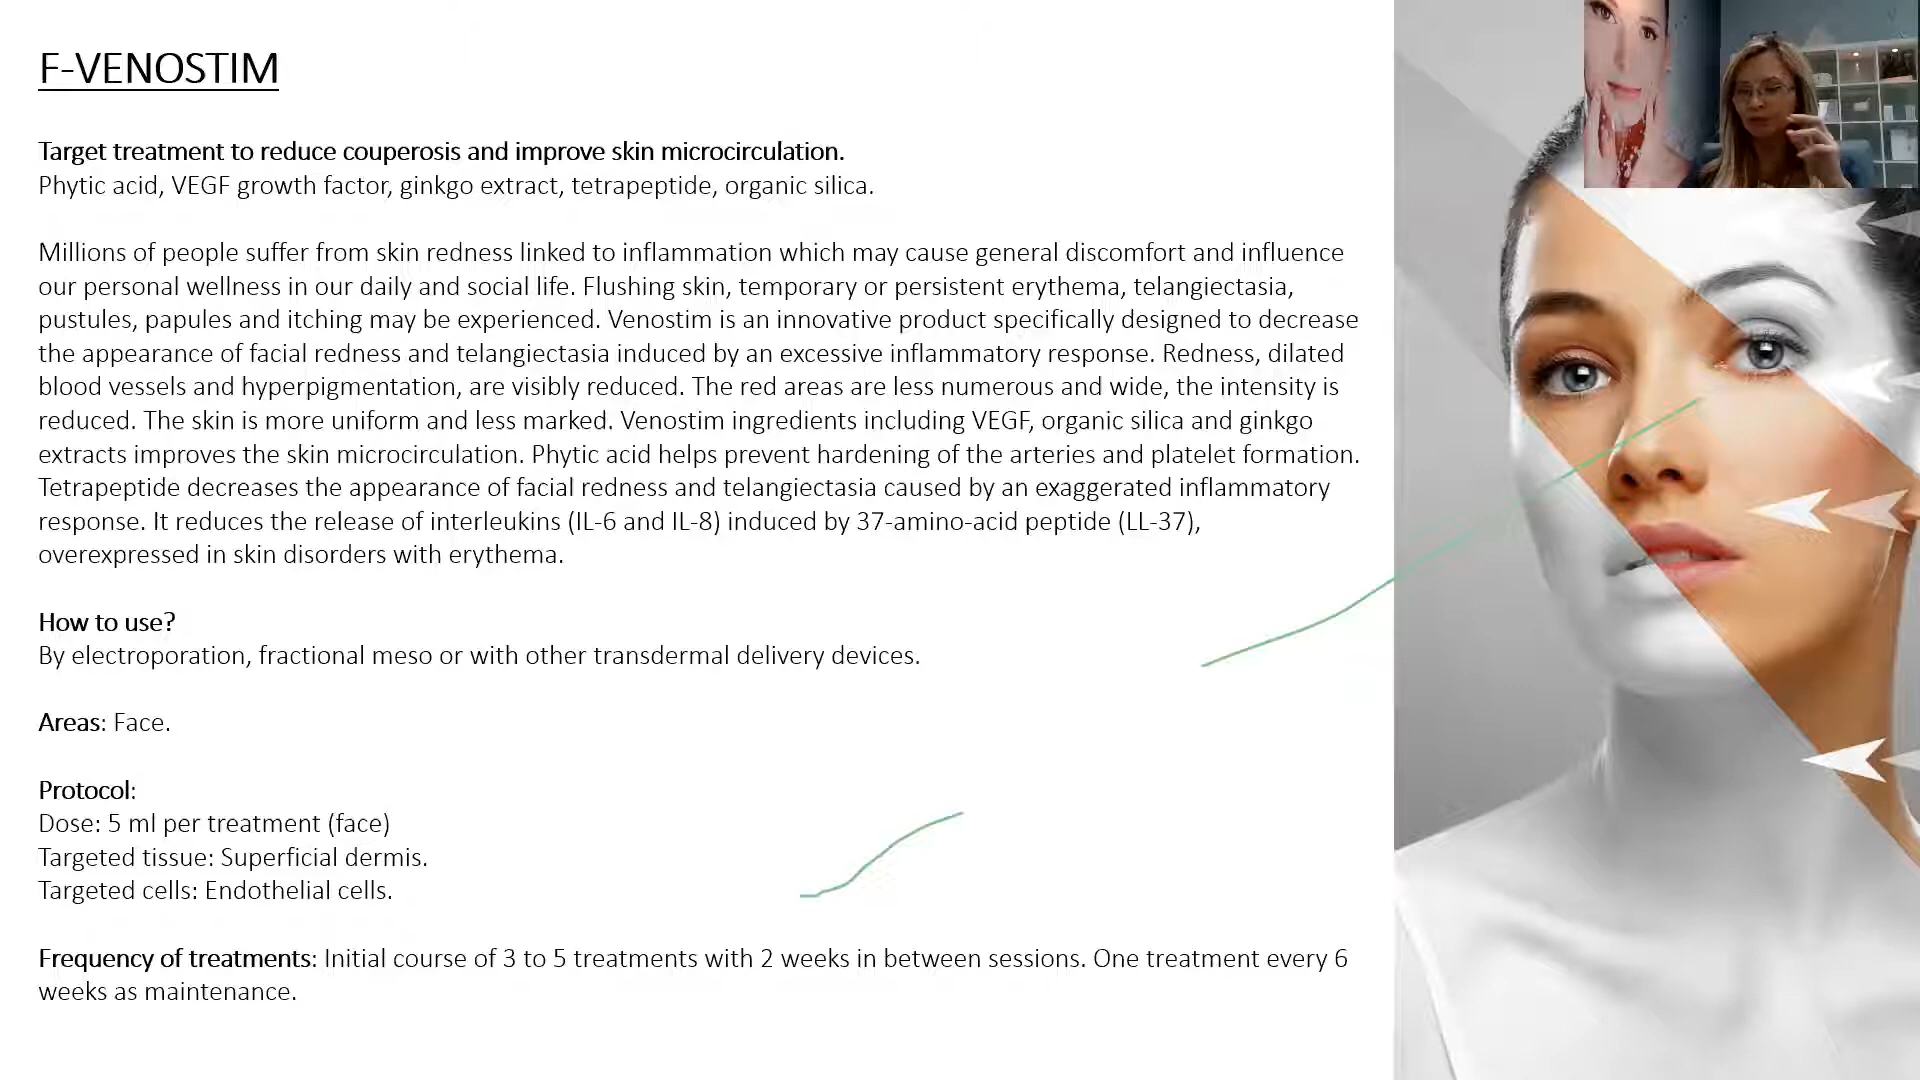 F-VENOSTIM
Target treatment to reduce couperosis and improve skin microcirculation.
Phytic acid, VEGF growth factor, ginkgo extract, tetrapeptide, organic silica.
Millions of people suffer from skin redness linked to inflammation which may cause general discomfort and influence
our personal wellness in our daily and social life. Flushing skin, temporary or persistent erythema, telangiectasia,
pustules, papules and itching may be experienced. Venostim is an innovative product specifically designed to decrease
the appearance of facial redness and telangiectasia induced by an excessive inflammatory response. Redness, dilated
blood vessels and hyperpigmentation, are visibly reduced. The red areas are less numerous and wide, the intensity is
reduced. The skin is more uniform and less marked. Venostim ingredients including VEGF, organic silica and ginkgo
extracts improves the skin microcirculation. Phytic acid helps prevent hardening of the arteries and platelet formation.
Tetrapeptide decreases the appearance of facial redness and telangiectasia caused by an exaggerated inflammatory
response. It reduces the release of interleukins (IL-6 and IL-8) induced by 37-amino-acid peptide (LL-37),
overexpressed in skin disorders with erythema.
How to use?
By electroporation, fractional meso or with other transdermal delivery devices.
Areas: Face.
Protocol:
Dose: 5 ml per treatment (face)
Targeted tissue: Superficial dermis.
Targeted cells: Endothelial cells.
Frequency of treatments: Initial course of 3 to 5 treatments with 2 weeks in between sessions. One treatment every 6
weeks as maintenance.